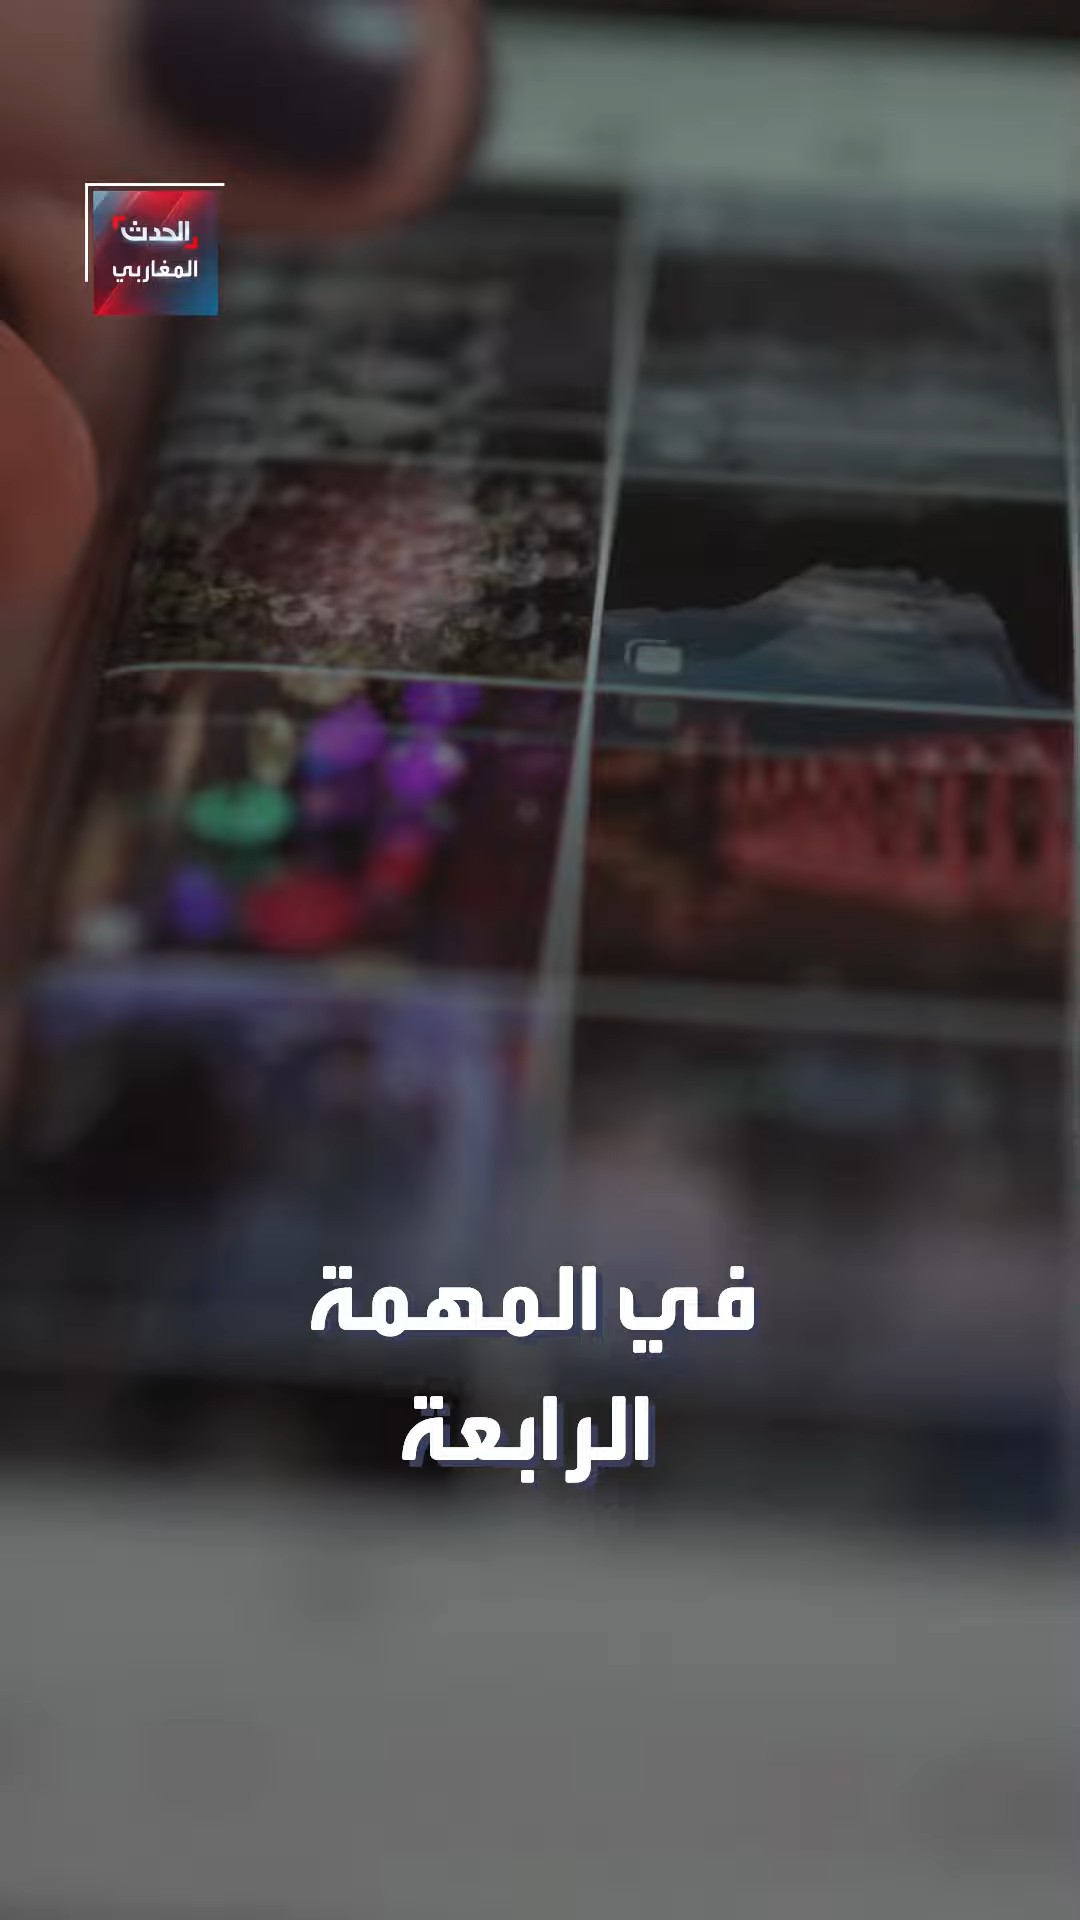 الحدث
المغاربي
في المهمة
الرابعة